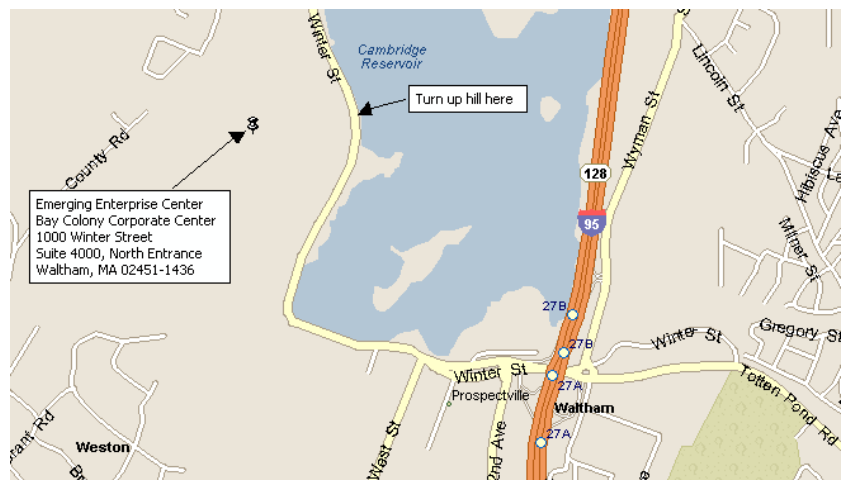 Winter St
Cambridge
Reservoir
Turn up hill here
County Rd
Emerging Enterprise Center
Bay Colony Corporate Center
1000 Winter Street
Suite 4000, North Entrance
Waltham, MA 02451-1436
Lincoln St
Wyman St
Hibiscus Ave
128
95
Milner St
27B
27B
Winter St
Gregory St
Winter St
27A
Totten Pond Rd
Prospectville
Waltham
27A
West St
2nd Ave
Weston